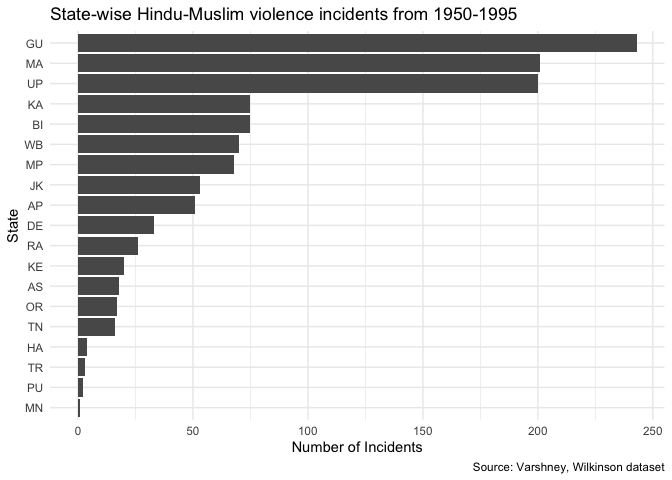 State-wise Hindu-Muslim violence incidents from 1950-1995
GU
MA
UP
KA
BI
WB
MP
JK
AP
DE
RA
KE
AS
OR
TN
HA
TR
PU
MN
State
0 50 100 150 200 250
Number of Incidents
Source: Varshney, Wilkinson dataset